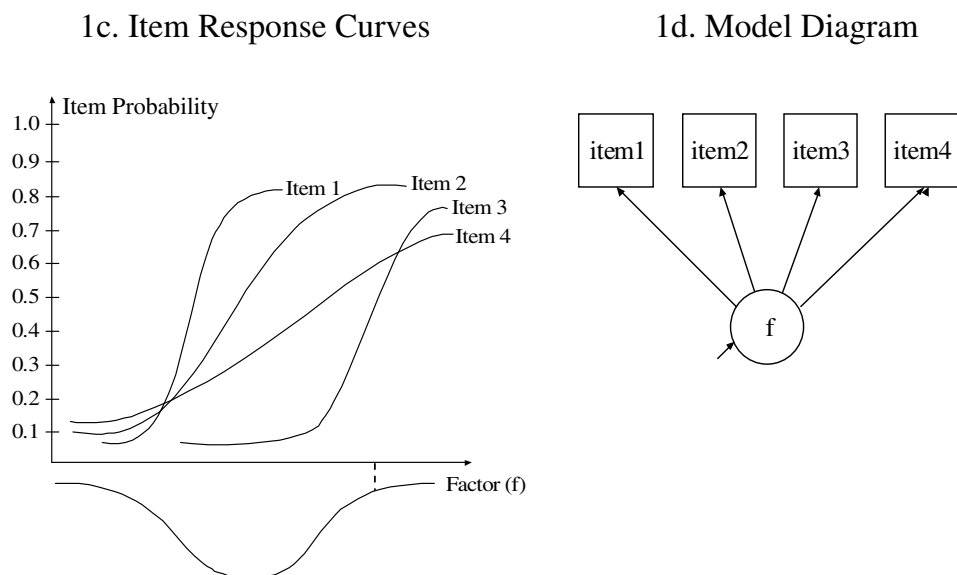 1c. Item Response Curves
1d. Model Diagram
Item Probability
1.0
0.9
0.8
0.7
0.6
0.5
0.4
0.3
0.2
0.1
Item 1
Item 2
Item 3
Item 4
Factor (f)
item1
item2
item3
item4
f